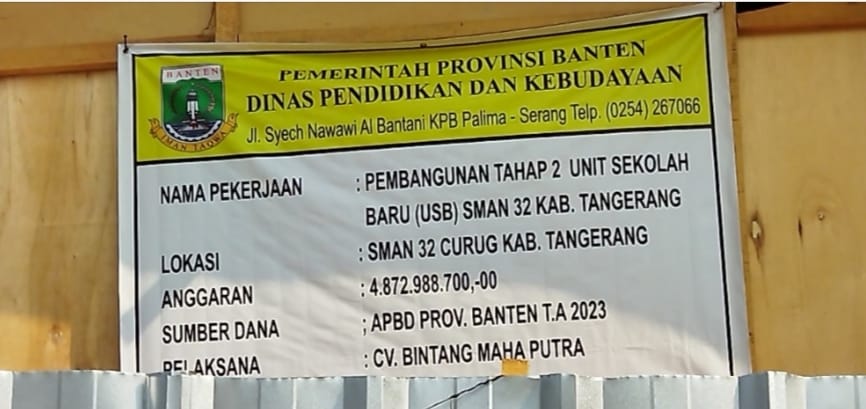 BANTEN
IMAN TAQWA
PEMERINTAH PROVINSI BANTEN
DINAS PENDIDIKAN DAN KEBUDAYAAN
Jl. Syech Nawawi Al Bantani KPB Palima - Serang Telp. (0254) 267066
NAMA PEKERJAAN : PEMBANGUNAN TAHAP 2 UNIT SEKOLAH
BARU (USB) SMAN 32 KAB. TANGERANG
LOKASI : SMAN 32 CURUG KAB. TANGERANG
ANGGARAN : 4.872.988.700,-00
SUMBER DANA ; APBD PROV. BANTEN T.A 2023
PELAKSANA : CV. BINTANG MAHA PUTRA